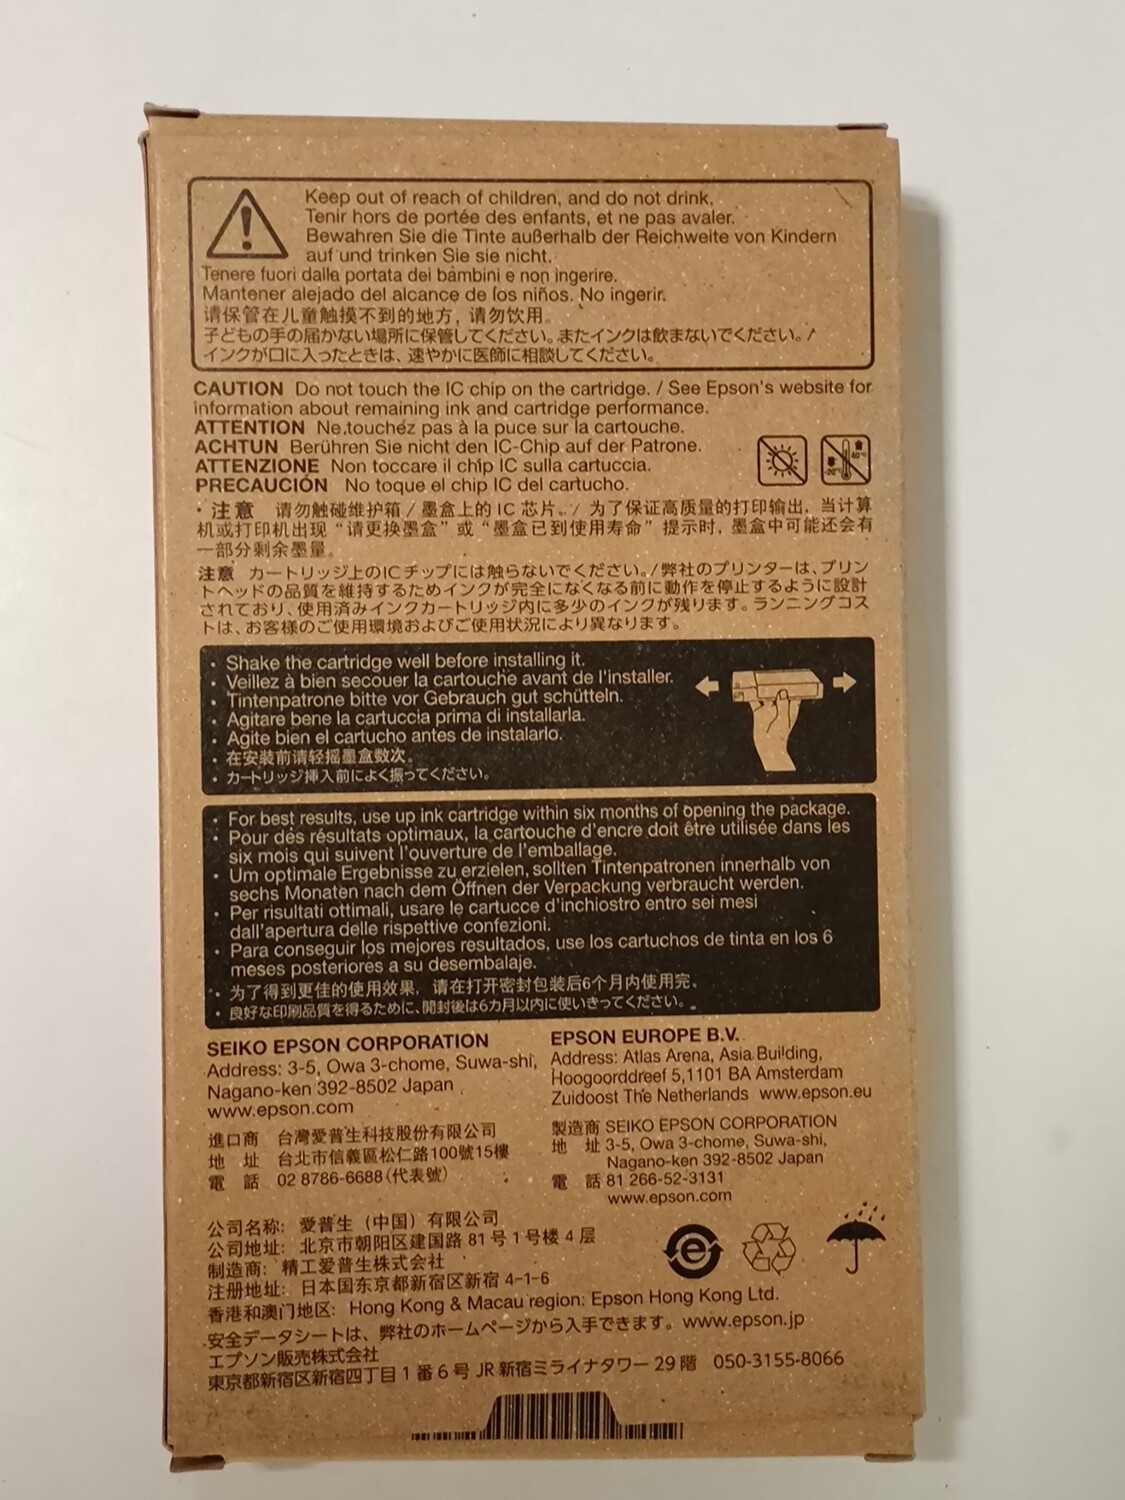 Keep out of reach of children, and do not drink.
Tenir hors de portée des enfants, et ne pas avaler.
Bewahren Sie die Tinte außerhalb der Reichweite von Kindern
auf und trinken Sie sie nicht.
Tenere fuori dalle portata dei bambini e non ingerire.
Mantener alejado del alcance de los niños. No ingerir.
请保管在儿童触摸不到的地方，请勿饮用。
子どもの手の届かない場所に保管してください。またインクは飲まないでください。/
インクが口に入ったときは、速やかに医師に相談してください。
CAUTION Do not touch the IC chip on the cartridge. / See Epson's website for
information about remaining ink and cartridge performance.
ATTENTION Ne touchez pas à la puce sur la cartouche.
ACHTUN Berühren Sie nicht den IC-Chip auf der Patrone.
ATTENZIONE Non toccare il chip IC sulla cartuccia.
PRECAUCIÓN No toque el chip IC del cartucho.
-20°C 40°C
・注意 请勿触碰维护箱 / 墨盒上的 IC 芯片。/ 为了保证高质量的打印输出，当计算
机或打印机出现“请更换墨盒”或“墨盒已到使用寿命”提示时，墨盒中可能还会有
一部分剩余墨量。
注意 カートリッジ上のICチップには触らないでください。/弊社のプリンターは、プリン
トヘッドの品質を維持するためインクが完全になくなる前に動作を停止するように設計
されており、使用済みインクカートリッジ内に多少のインクが残ります。ランニングコス
トは、お客様のご使用環境およびご使用状況により異なります。
・ Shake the cartridge well before installing it.
・ Veillez à bien secouer la cartouche avant de l'installer.
・ Tintenpatrone bitte vor Gebrauch gut schütteln.
・ Agitare bene la cartuccia prima di installarla.
・ Agite bien el cartucho antes de instalarlo.
・ 在安装前请轻摇墨盒数次。
・ カートリッジ挿入前によく振ってください。
・ For best results, use up ink cartridge within six months of opening the package.
・ Pour des résultats optimaux, la cartouche d'encre doit être utilisée dans les
six mois qui suivent l'ouverture de l'emballage.
・ Um optimale Ergebnisse zu erzielen, sollten Tintenpatronen innerhalb von
sechs Monaten nach dem Öffnen der Verpackung verbraucht werden.
・ Per risultati ottimali, usare le cartucce d'inchiostro entro sei mesi
dall'apertura delle rispettive confezioni.
・ Para conseguir los mejores resultados, use los cartuchos de tinta en los 6
meses posteriores a su desembalaje.
・ 为了得到更佳的使用效果，请在打开密封包装后6个月内使用完。
・ 良好な印刷品質を得るために、開封後は6カ月以内に使いきってください。
SEIKO EPSON CORPORATION
Address: 3-5, Owa 3-chome, Suwa-shi,
Nagano-ken 392-8502 Japan
www.epson.com
EPSON EUROPE B.V.
Address: Atlas Arena, Asia Building,
Hoogoorddreef 5,1101 BA Amsterdam
Zuidoost The Netherlands www.epson.eu
進口商 台灣愛普生科技股份有限公司
地 址 台北市信義區松仁路100號15樓
電 話 02 8786-6688(代表號)
製造商 SEIKO EPSON CORPORATION
地 址 3-5, Owa 3-chome, Suwa-shi,
Nagano-ken 392-8502 Japan
電 話 81 266-52-3131
www.epson.com
公司名称: 爱普生（中国）有限公司
公司地址: 北京市朝阳区建国路 81号1号楼 4 层
制造商: 精工爱普生株式会社
注册地址: 日本国东京都新宿区新宿 4-1-6
香港和澳门地区: Hong Kong & Macau region: Epson Hong Kong Ltd.
安全データシートは、弊社のホームページから入手できます。www.epson.jp
エプソン販売株式会社
東京都新宿区新宿四丁目 1 番 6 号 JR 新宿ミライナタワー 29 階 050-3155-8066